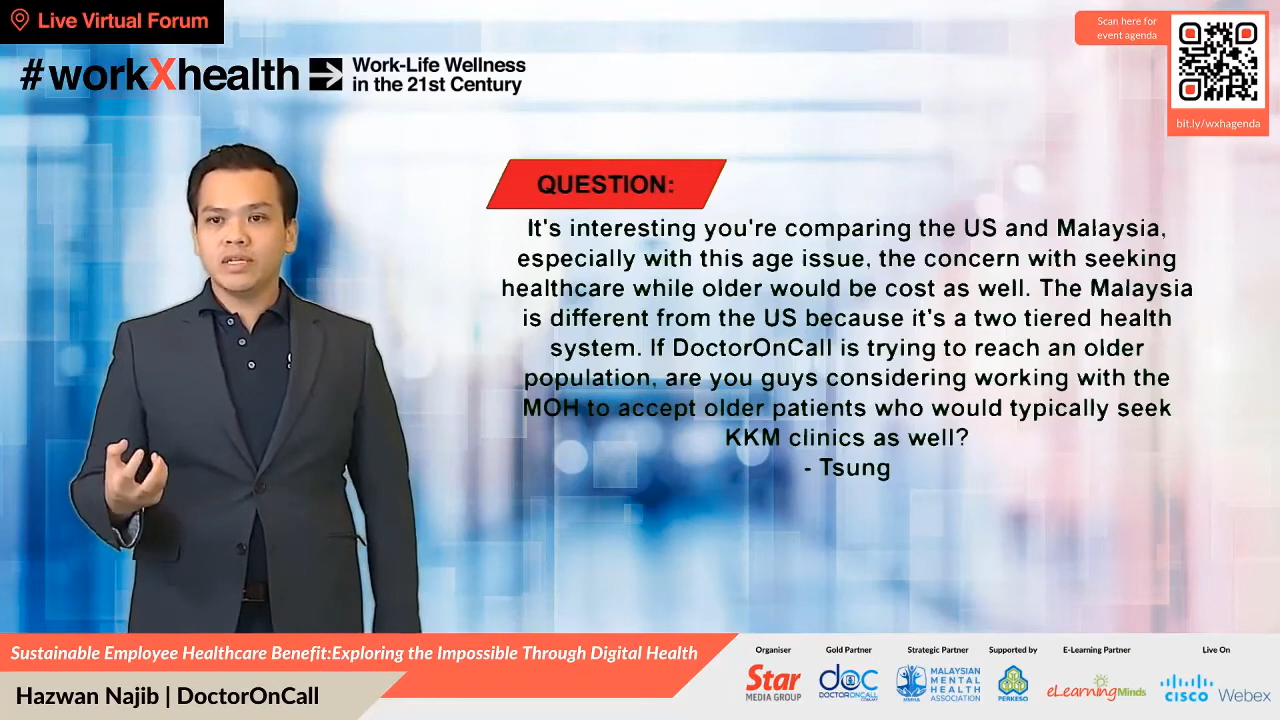 Live Virtual Forum
#workXhealth
Work-Life Wellness
in the 21st Century
Scan here for
event agenda
bit.ly/wxhagenda
QUESTION:
It's interesting you're comparing the US and Malaysia,
especially with this age issue, the concern with seeking
healthcare while older would be cost as well. The Malaysia
is different from the US because it's a two tiered health
system. If DoctorOnCall is trying to reach an older
population, are you guys considering working with the
MOH to accept older patients who would typically seek
KKM clinics as well?
- Tsung
Sustainable Employee Healthcare Benefit:Exploring the Impossible Through Digital Health
Hazwan Najib | DoctorOnCall
Organiser
Star
MEDIA GROUP
Gold Partner
doc
DOCTORONCALL
Strategic Partner
MALAYSIAN
MENTAL
HEALTH
ASSOCIATION
MMHA
Supported by
PERKESO
E-Learning Partner
eLearningMinds
Live On
CISCO Webex